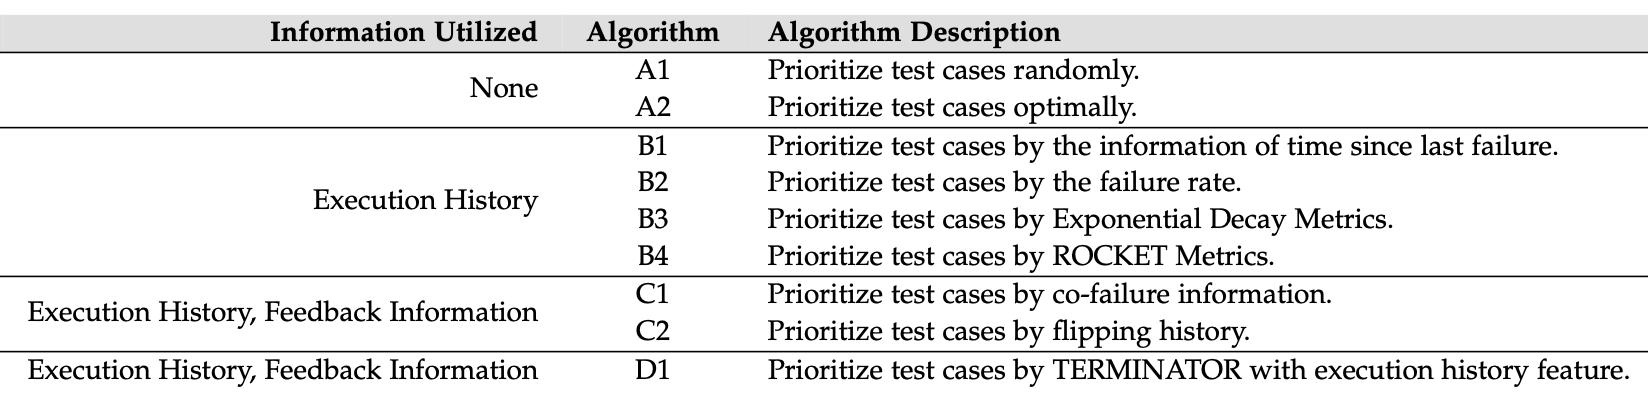 Information Utilized Algorithm Algorithm Description
None
A1 Prioritize test cases randomly.
A2 Prioritize test cases optimally.
Execution History
B1 Prioritize test cases by the information of time since last failure.
B2 Prioritize test cases by the failure rate.
B3 Prioritize test cases by Exponential Decay Metrics.
B4 Prioritize test cases by ROCKET Metrics.
Execution History, Feedback Information
C1 Prioritize test cases by co-failure information.
C2 Prioritize test cases by flipping history.
Execution History, Feedback Information D1 Prioritize test cases by TERMINATOR with execution history feature.